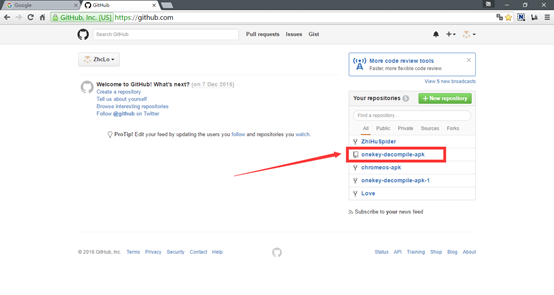 Google
GitHub
GitHub, Inc. [US] https://github.com
Search GitHub
Pull requests Issues Gist
ZhcLo
Welcome to GitHub! What's next? (on 7 Dec 2016)
Create a repository
Tell us about yourself
Browse interesting repositories
Follow @github on Twitter
ProTip! Edit your feed by updating the users you follow and repositories you watch.
More code review tools
Faster, more flexible code review.
View 5 new broadcasts
Your repositories 5
New repository
Find a repository...
All Public Private Sources Forks
ZhiHuSpider
onekey-decompile-apk
chromeos-apk
onekey-decompile-apk-1
Love
Subscribe to your news feed
© 2016 GitHub, Inc. Terms Privacy Security Contact Help
Status API Training Shop Blog About